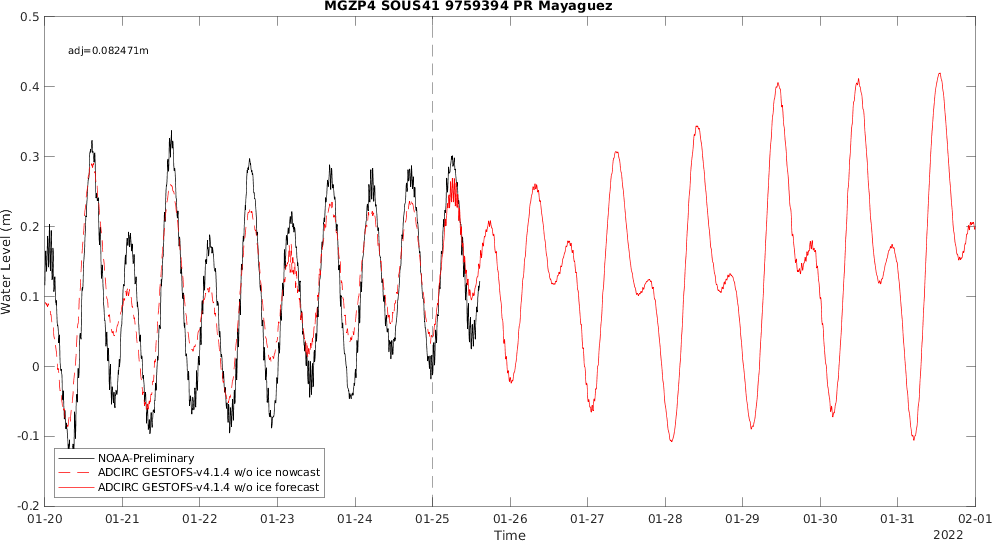 MGZP4 SOUS41 9759394 PR Mayaguez
adj=0.082471m
0.5
0.4
0.3
0.2
0.1
0
-0.1
-0.2
Water Level (m)
NOAA-Preliminary
ADCIRC GESTOFS-v4.1.4 w/o ice nowcast
ADCIRC GESTOFS-v4.1.4 w/o ice forecast
01-20 01-21 01-22 01-23 01-24 01-25 01-26 01-27 01-28 01-29 01-30 01-31 02-01
Time
2022